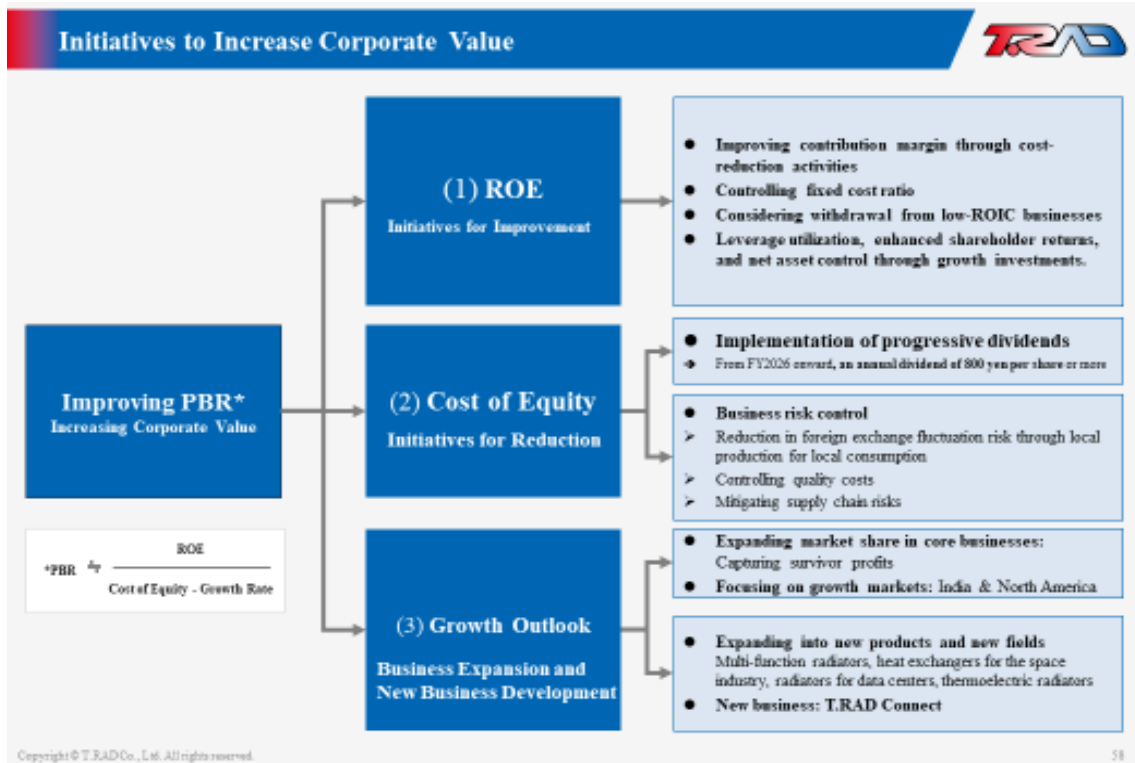 Initiatives to Increase Corporate Value
T.RAD
(1) ROE
Initiatives for Improvement
● Improving contribution margin through cost-
reduction activities
● Controlling fixed cost ratio
● Considering withdrawal from low-ROIC businesses
● Leverage utilization, enhanced shareholder returns,
and net asset control through growth investments.
Improving PBR*
Increasing Corporate Value
*PBR ≒
ROE
Cost of Equity - Growth Rate
(2) Cost of Equity
Initiatives for Reduction
● Implementation of progressive dividends
➔ From FY2026 onward, an annual dividend of 800 yen per share or more
● Business risk control
➢ Reduction in foreign exchange fluctuation risk through local
production for local consumption
➢ Controlling quality costs
➢ Mitigating supply chain risks
(3) Growth Outlook
Business Expansion and
New Business Development
● Expanding market share in core businesses:
Capturing survivor profits
● Focusing on growth markets: India & North America
● Expanding into new products and new fields
Multi-function radiators, heat exchangers for the space
industry, radiators for data centers, thermoelectric radiators
● New business: T.RAD Connect
Copyright © T.RAD Co., Ltd. All rights reserved.
58